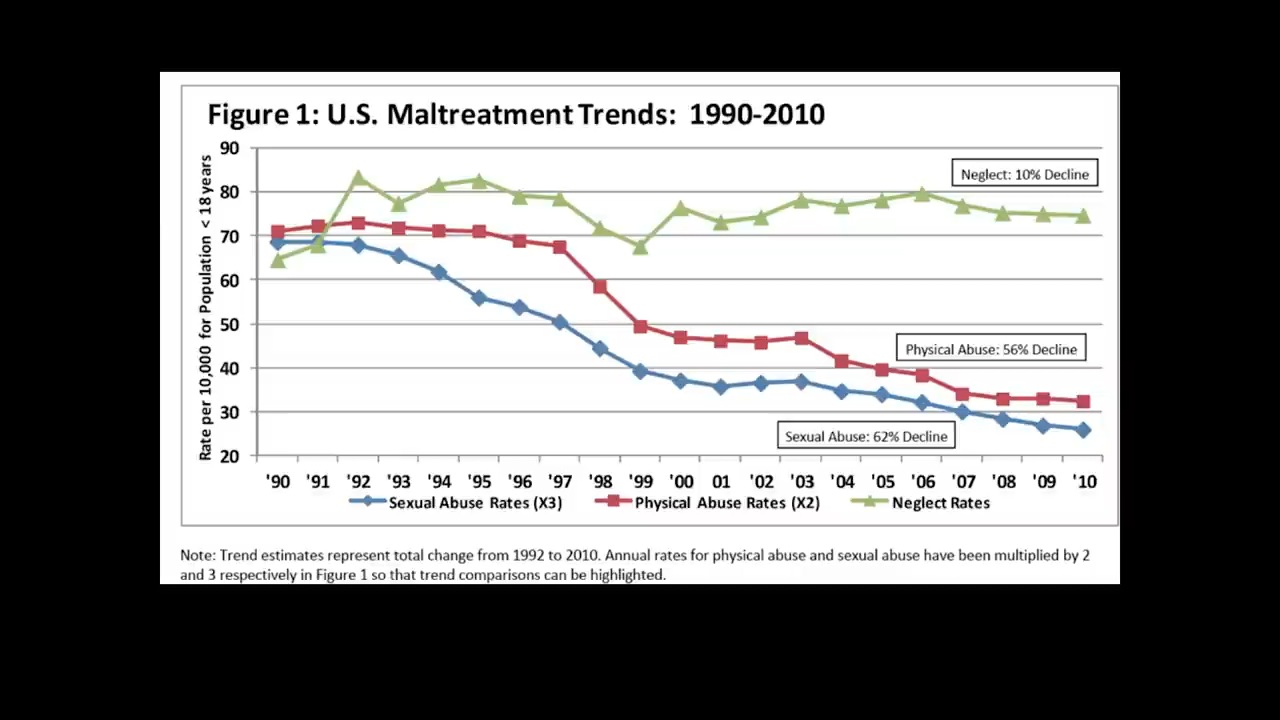 Figure 1: U.S. Maltreatment Trends: 1990-2010
Rate per 10,000 for Population < 18 years
90
80
70
60
50
40
30
20
Neglect: 10% Decline
Physical Abuse: 56% Decline
Sexual Abuse: 62% Decline
'90 '91 '92 '93 '94 '95 '96 '97 '98 '99 '00 01 '02 '03 '04 '05 '06 '07 '08 '09 '10
Sexual Abuse Rates (X3) Physical Abuse Rates (X2) Neglect Rates
Note: Trend estimates represent total change from 1992 to 2010. Annual rates for physical abuse and sexual abuse have been multiplied by 2
and 3 respectively in Figure 1 so that trend comparisons can be highlighted.